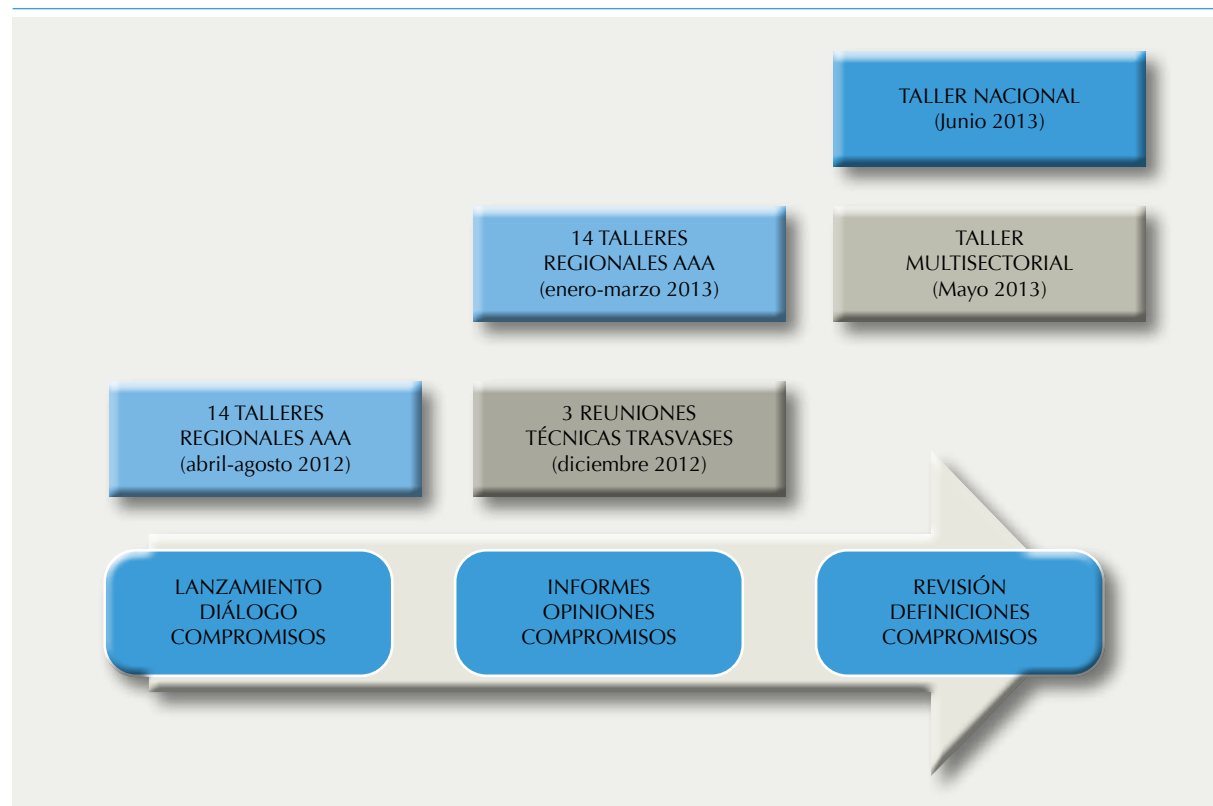 TALLER NACIONAL
(Junio 2013)
14 TALLERES
REGIONALES AAA
(enero-marzo 2013)
TALLER
MULTISECTORIAL
(Mayo 2013)
14 TALLERES
REGIONALES AAA
(abril-agosto 2012)
3 REUNIONES
TÉCNICAS TRASVASES
(diciembre 2012)
LANZAMIENTO
DIÁLOGO
COMPROMISOS
INFORMES
OPINIONES
COMPROMISOS
REVISIÓN
DEFINICIONES
COMPROMISOS